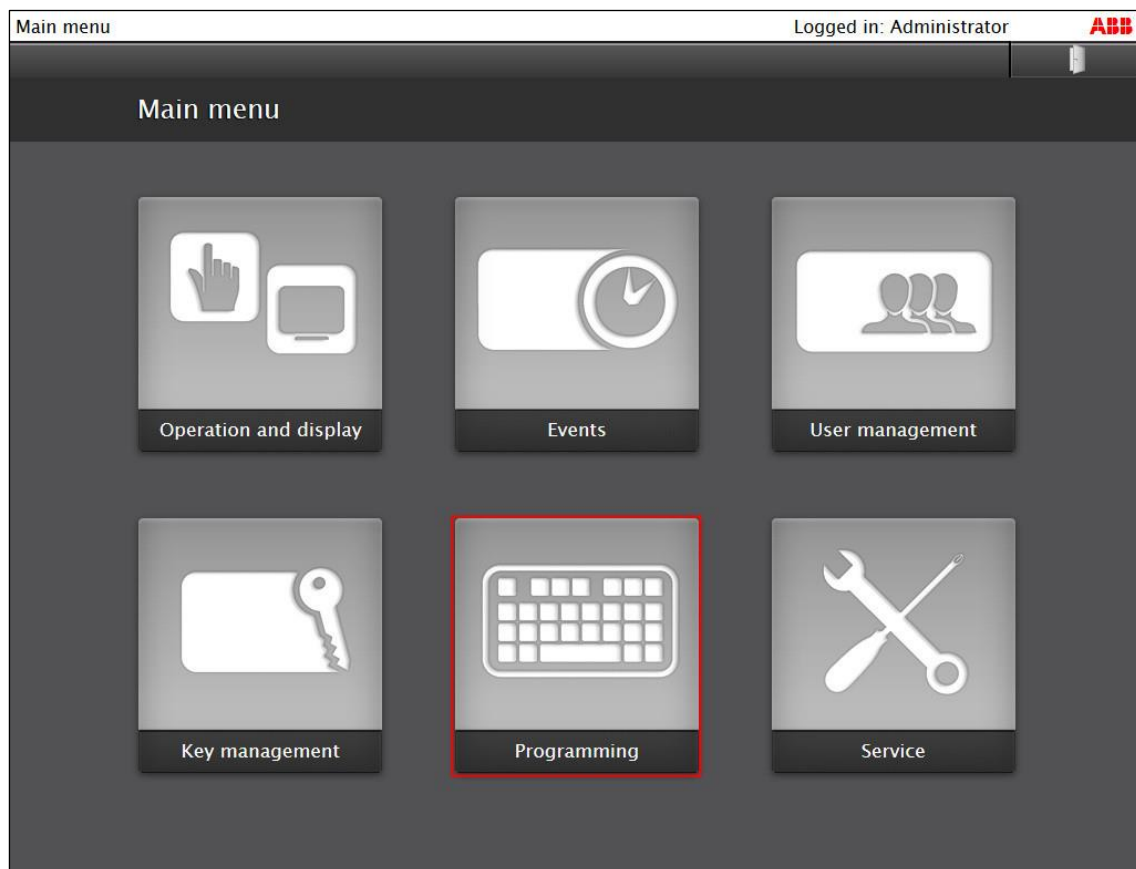 Main menu
Logged in: Administrator
ABB
Main menu
Operation and display
Events
User management
Key management
Programming
Service